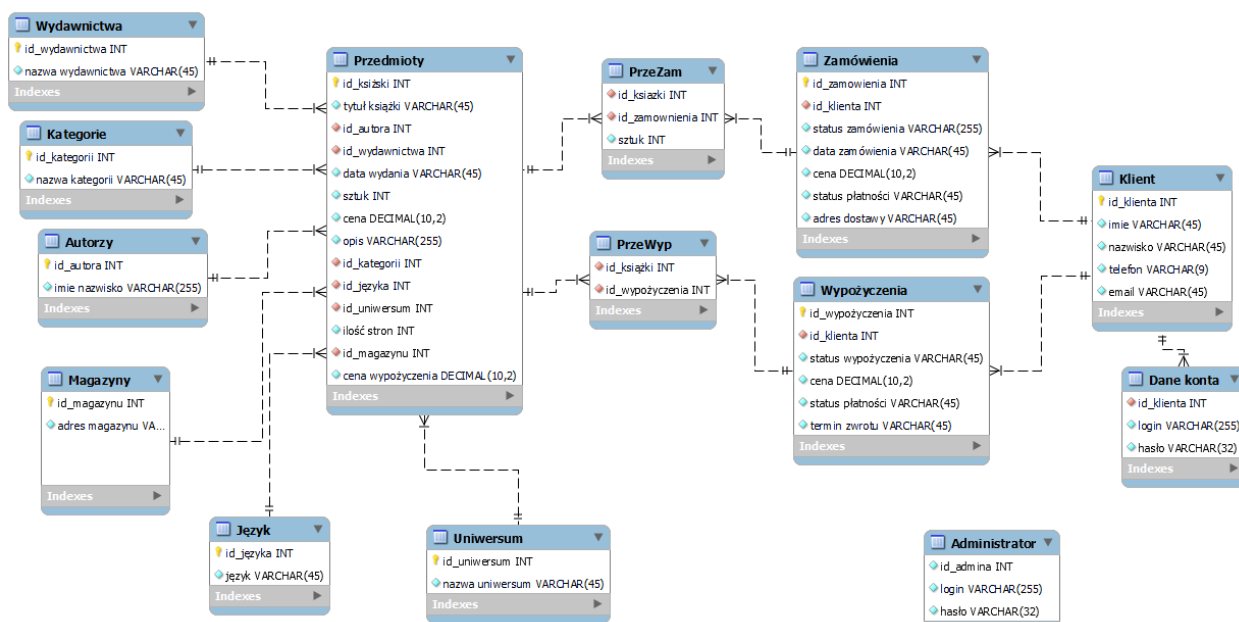 Wydawnictwa
id_wydawnictwa INT
nazwa wydawnictwa VARCHAR(45)
Indexes
Kategorie
id_kategorii INT
nazwa kategorii VARCHAR(45)
Indexes
Autorzy
id_autora INT
imie nazwisko VARCHAR(255)
Indexes
Magazyny
id_magazynu INT
adres magazynu VA...
Indexes
Język
id_języka INT
język VARCHAR(45)
Indexes
Przedmioty
id_ksiżski INT
tytuł książki VARCHAR(45)
id_autora INT
id_wydawnictwa INT
data wydania VARCHAR(45)
sztuk INT
cena DECIMAL(10,2)
opis VARCHAR(255)
id_kategorii INT
id_języka INT
id_uniwersum INT
ilość stron INT
id_magazynu INT
cena wypożyczenia DECIMAL(10,2)
Indexes
Uniwersum
id_uniwersum INT
nazwa uniwersum VARCHAR(45)
Indexes
PrzeZam
id_ksiazki INT
id_zamownienia INT
sztuk INT
Indexes
PrzeWyp
id_książki INT
id_wypożyczenia INT
Indexes
Zamówienia
id_zamowienia INT
id_klienta INT
status zamówienia VARCHAR(255)
data zamówienia VARCHAR(45)
cena DECIMAL(10,2)
status płatności VARCHAR(45)
adres dostawy VARCHAR(45)
Indexes
Wypożyczenia
id_wypożyczenia INT
id_klienta INT
status wypożyczenia VARCHAR(45)
cena DECIMAL(10,2)
status płatności VARCHAR(45)
termin zwrotu VARCHAR(45)
Indexes
Klient
id_klienta INT
imie VARCHAR(45)
nazwisko VARCHAR(45)
telefon VARCHAR(9)
email VARCHAR(45)
Indexes
Dane konta
id_klienta INT
login VARCHAR(255)
hasło VARCHAR(32)
Indexes
Administrator
id_admina INT
login VARCHAR(255)
hasło VARCHAR(32)